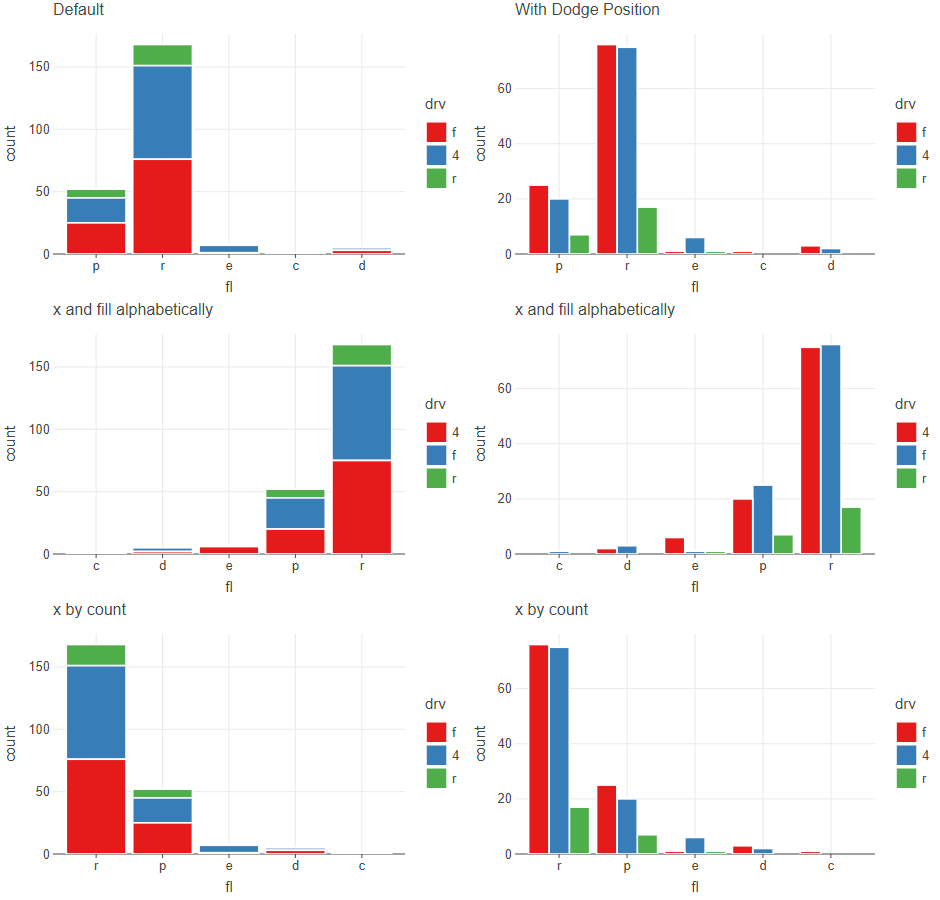 Default
count
150
100
50
0
p r e c d
fl
drv
f
4
r
With Dodge Position
count
60
40
20
0
p r e c d
fl
drv
f
4
r
x and fill alphabetically
count
150
100
50
0
c d e p r
fl
drv
4
f
r
x and fill alphabetically
count
60
40
20
0
c d e p r
fl
drv
4
f
r
x by count
count
150
100
50
0
r p e d c
fl
drv
f
4
r
x by count
count
60
40
20
0
r p e d c
fl
drv
f
4
r